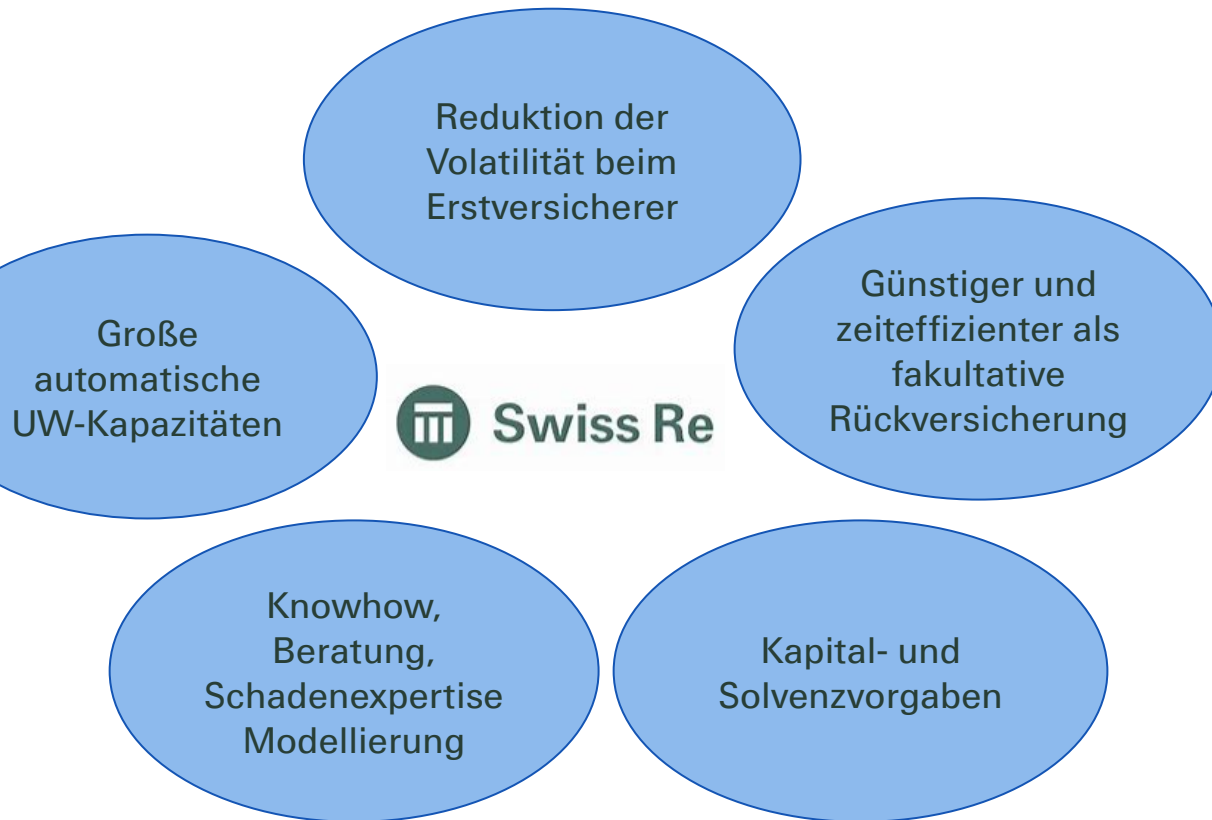 Reduktion der
Volatilität beim
Erstversicherer
Große
automatische
UW-Kapazitäten
Swiss Re
Günstiger und
zeiteffizienter als
fakultative
Rückversicherung
Knowhow,
Beratung,
Schadenexpertise
Modellierung
Kapital- und
Solvenzvorgaben